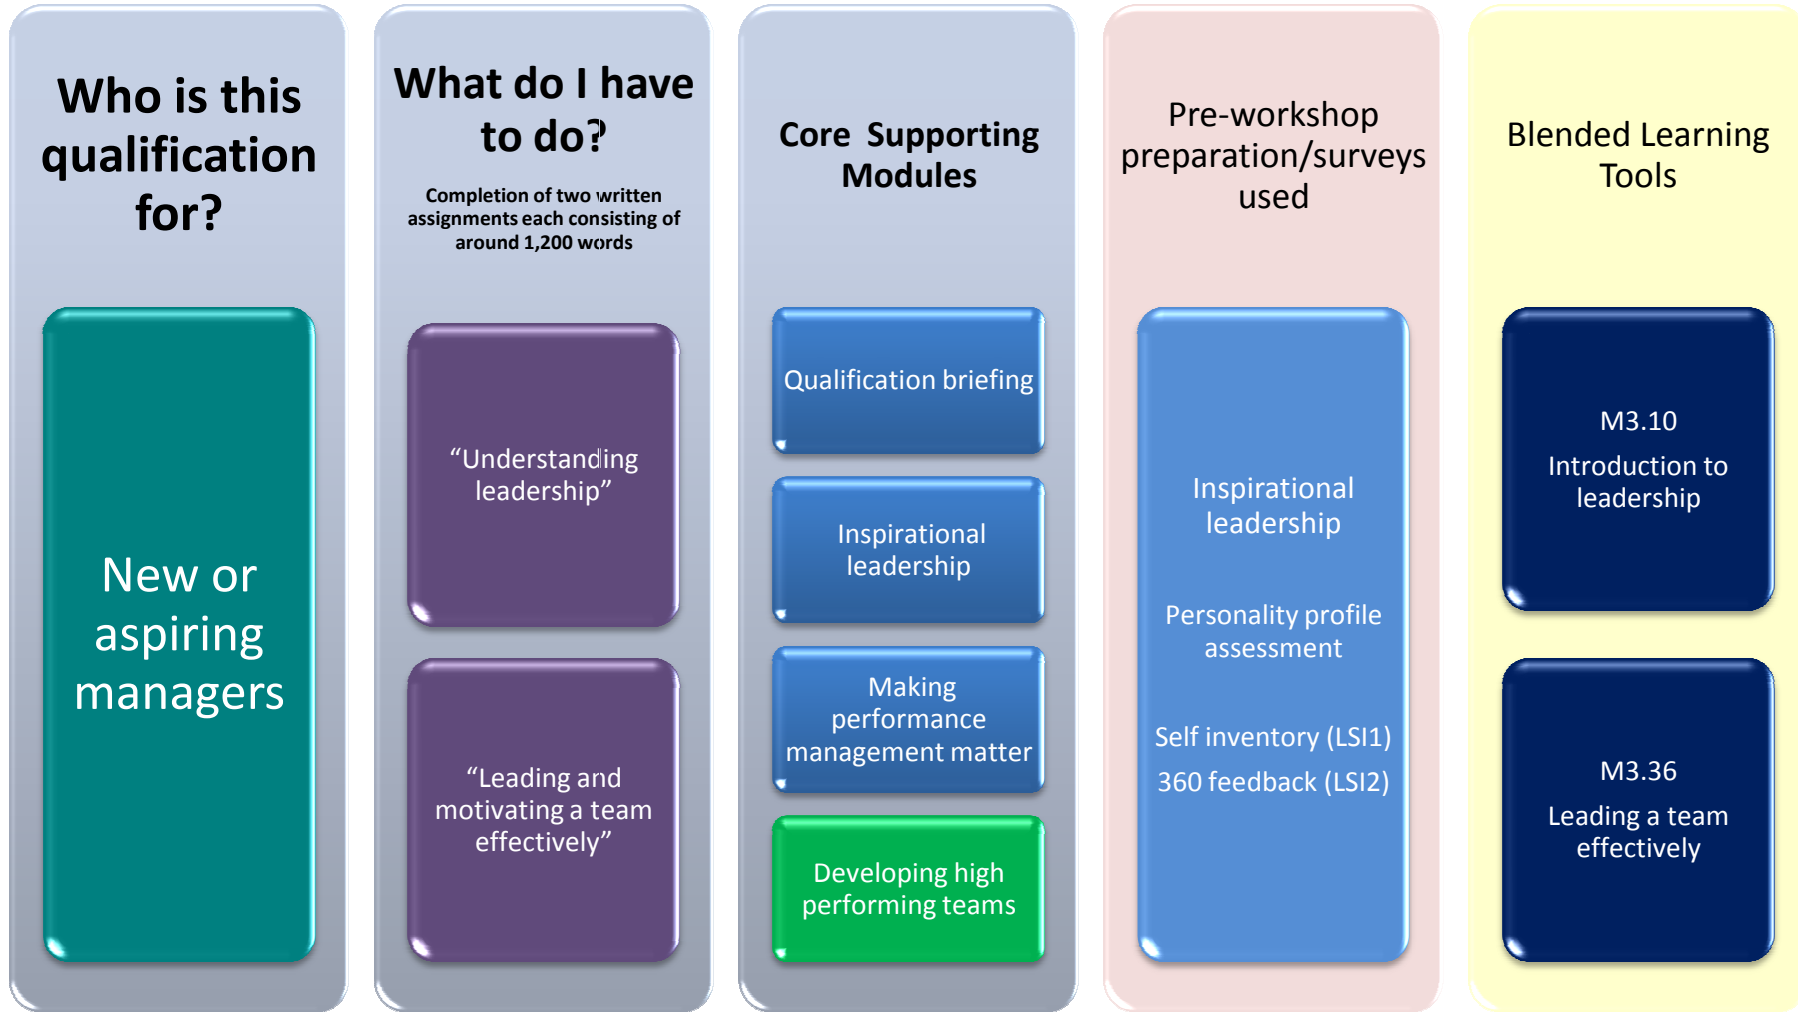 Who is this
qualification
for?
New or
aspiring
managers
What do I have
to do?
Completion of two written
assignments each consisting of
around 1,200 words
“Understanding
leadership”
“Leading and
motivating a team
effectively”
Core Supporting
Modules
Qualification briefing
Inspirational
leadership
Making
performance
management matter
Developing high
performing teams
Pre-workshop
preparation/surveys
used
Inspirational
leadership
Personality profile
assessment
Self inventory (LSI1)
360 feedback (LSI2)
Blended Learning
Tools
M3.10
Introduction to
leadership
M3.36
Leading a team
effectively